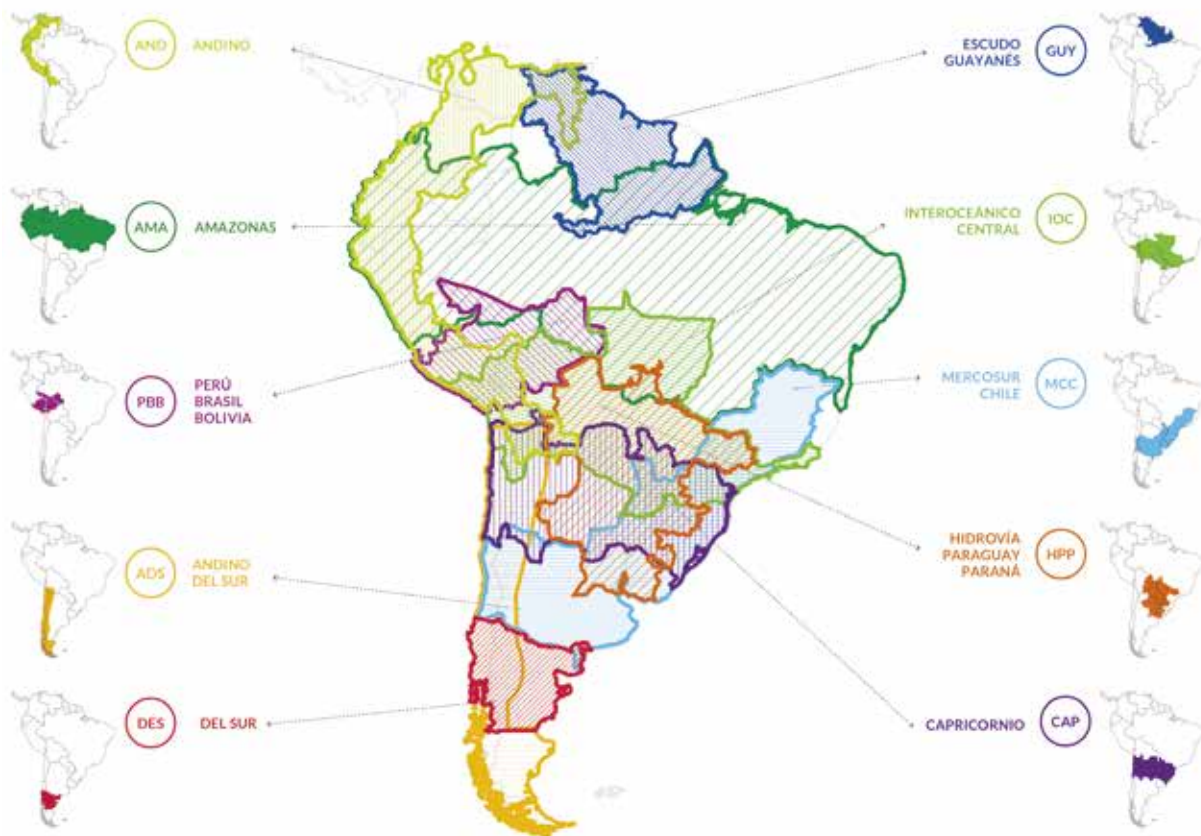 AND ANDINO
AMA AMAZONAS
PBB PERÚ
BRASIL
BOLIVIA
ADS ANDINO
DEL SUR
DES DEL SUR
ESCUDO
GUAYANÉS GUY
INTEROCEÁNICO
CENTRAL IOC
MERCOSUR
CHILE MCC
HIDROVÍA
PARAGUAY
PARANÁ HPP
CAPRICORNIO CAP